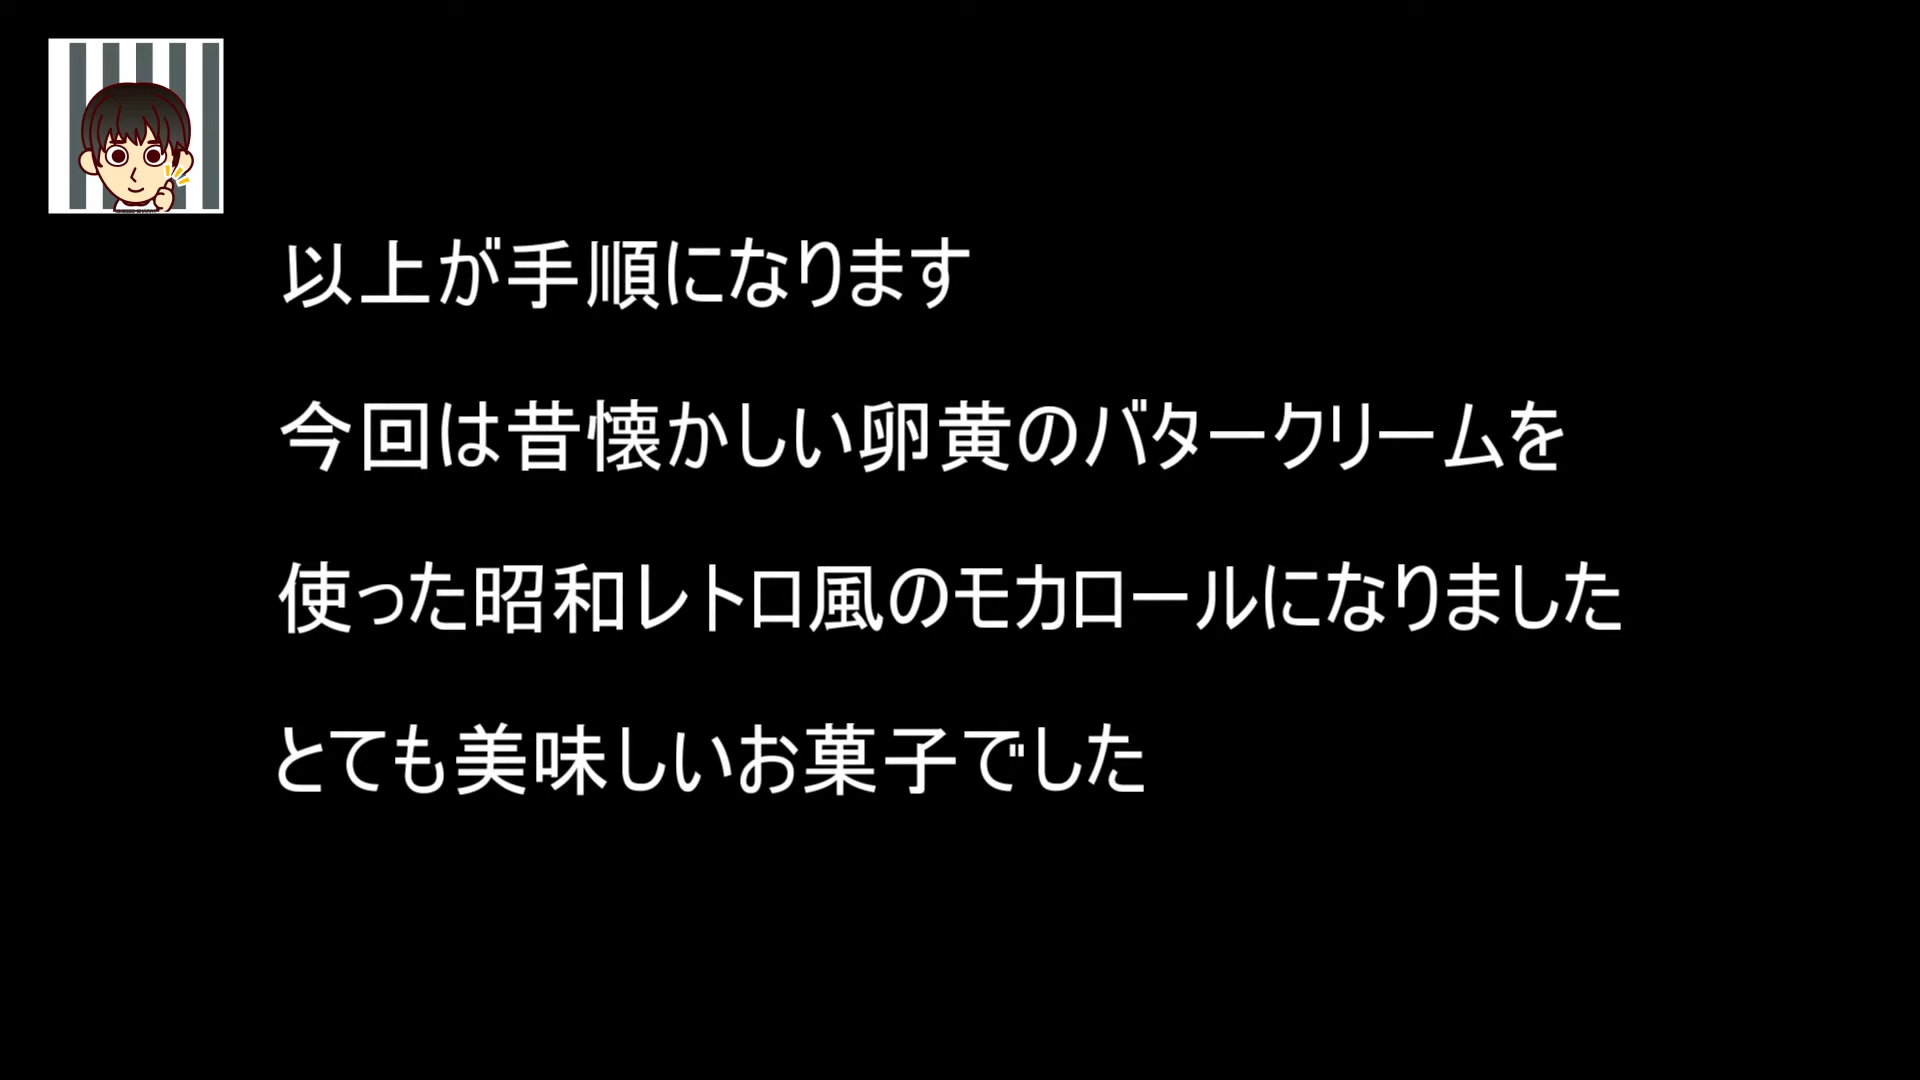 以上が手順になります
今回は昔懐かしい卵黄のバタークリームを
使った昭和レトロ風のモカロールになりました
とても美味しいお菓子でした